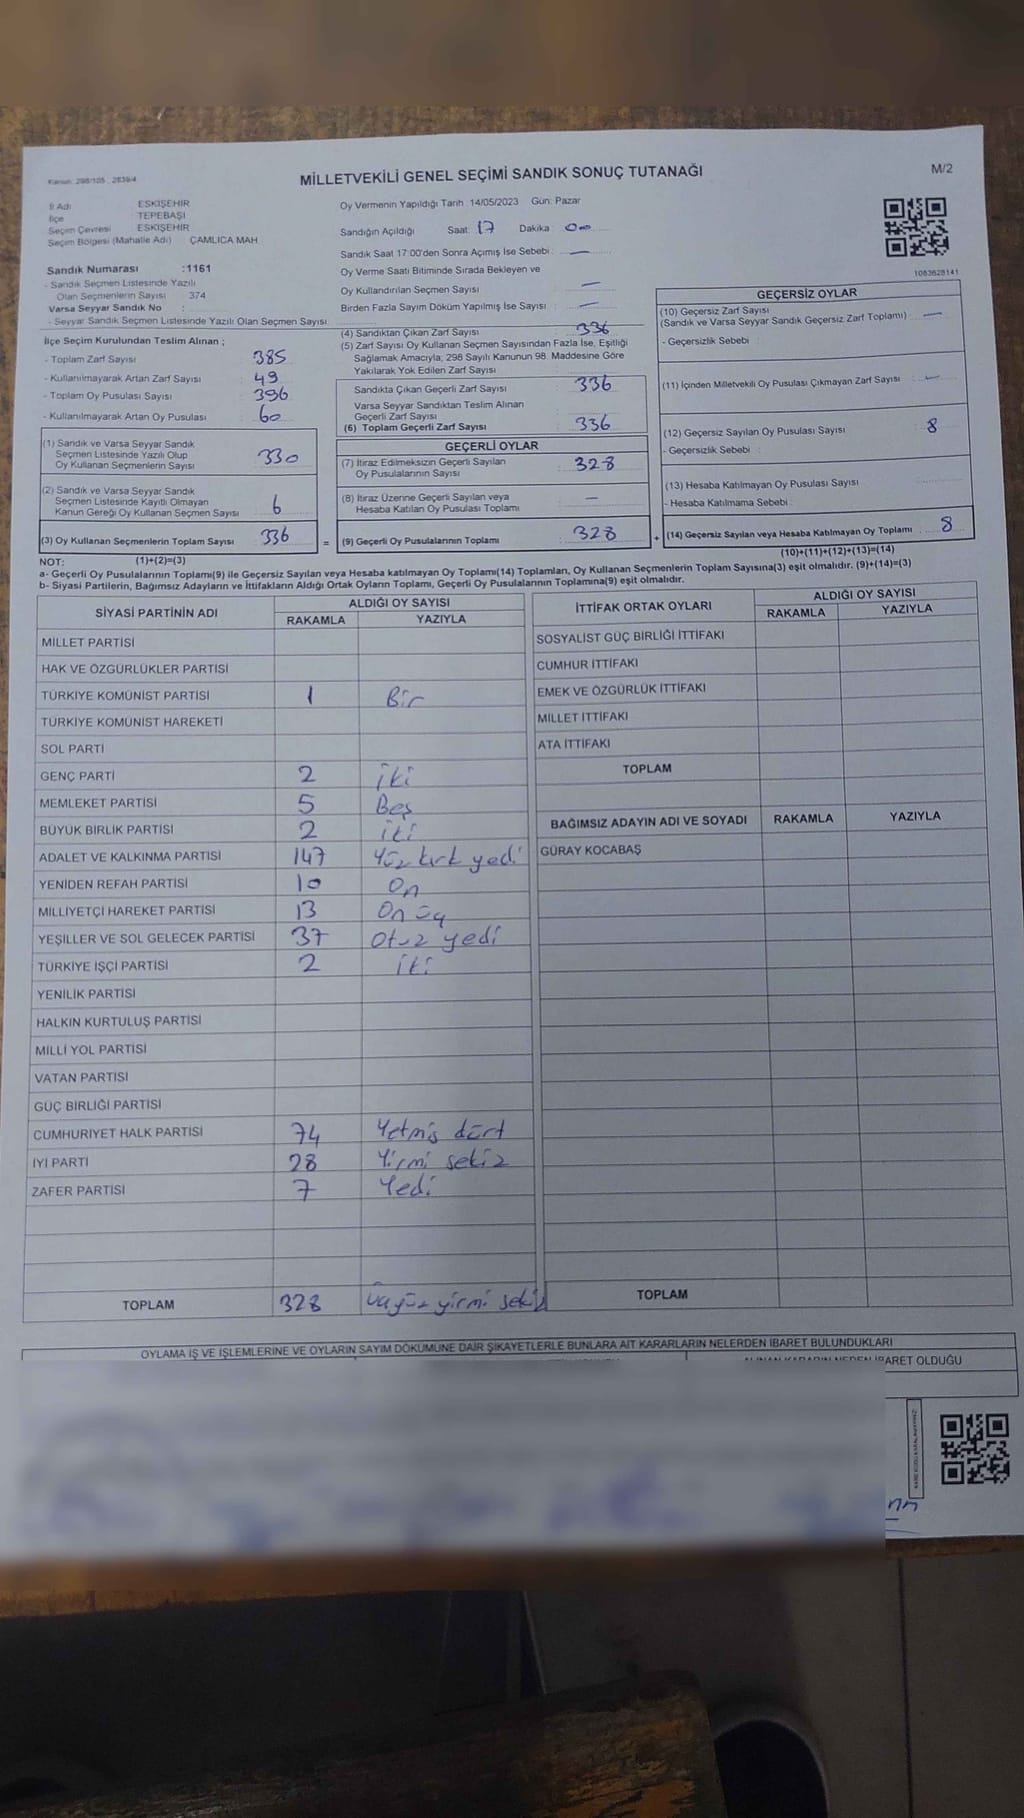 Kanun: 298/105 , 2839/4
MİLLETVEKİLİ GENEL SEÇİMİ SANDIK SONUÇ TUTANAĞI
M/2
İl Adı ESKİŞEHİR
İlçe TEPEBAŞI
Seçim Çevresi ESKİŞEHİR
Seçim Bölgesi (Mahalle Adı) ÇAMLICA MAH
Sandık Numarası :1161
- Sandık Seçmen Listesinde Yazılı
Olan Seçmenlerin Sayısı 374
Varsa Seyyar Sandık No
- Seyyar Sandık Seçmen Listesinde Yazılı Olan Seçmen Sayısı
Oy Vermenin Yapıldığı Tarih :14/05/2023 Gün: Pazar
Sandığın Açıldığı Saat: 17 Dakika : 00
Sandık Saat 17:00'den Sonra Açımış İse Sebebi : —
Oy Verme Saati Bitiminde Sırada Bekleyen ve
Oy Kullandırılan Seçmen Sayısı —
Birden Fazla Sayım Döküm Yapılmış İse Sayısı —
1083628141
İlçe Seçim Kurulundan Teslim Alınan ;
- Toplam Zarf Sayısı 385
- Kullanılmayarak Artan Zarf Sayısı 49
- Toplam Oy Pusulası Sayısı 396
- Kullanılmayarak Artan Oy Pusulası 60
(1) Sandık ve Varsa Seyyar Sandık
Seçmen Listesinde Yazılı Olup
Oy Kullanan Seçmenlerin Sayısı 330
(2) Sandık ve Varsa Seyyar Sandık
Seçmen Listesinde Kayıtlı Olmayan
Kanun Gereği Oy Kullanan Seçmen Sayısı 6
(3) Oy Kullanan Seçmenlerin Toplam Sayısı 336 =
(4) Sandıktan Çıkan Zarf Sayısı 336
(5) Zarf Sayısı Oy Kullanan Seçmen Sayısından Fazla İse, Eşitliği
Sağlamak Amacıyla, 298 Sayılı Kanunun 98. Maddesine Göre
Yakılarak Yok Edilen Zarf Sayısı
Sandıkta Çıkan Geçerli Zarf Sayısı 336
Varsa Seyyar Sandıktan Teslim Alınan
Geçerli Zarf Sayısı
(6) Toplam Geçerli Zarf Sayısı 336
GEÇERLİ OYLAR
(7) İtiraz Edilmeksizin Geçerli Sayılan
Oy Pusulalarının Sayısı 328
(8) İtiraz Üzerine Geçerli Sayılan veya
Hesaba Katılan Oy Pusulası Toplamı —
(9) Geçerli Oy Pusulalarının Toplamı 328 +
GEÇERSİZ OYLAR
(10) Geçersiz Zarf Sayısı
(Sandık ve Varsa Seyyar Sandık Geçersiz Zarf Toplamı) —
- Geçersizlik Sebebi :
(11) İçinden Milletvekili Oy Pusulası Çıkmayan Zarf Sayısı —
(12) Geçersiz Sayılan Oy Pusulası Sayısı 8
- Geçersizlik Sebebi :
(13) Hesaba Katılmayan Oy Pusulası Sayısı
- Hesaba Katılmama Sebebi :
(14) Geçersiz Sayılan veya Hesaba Katılmayan Oy Toplamı 8
NOT: (1)+(2)=(3)
(10)+(11)+(12)+(13)=(14)
a- Geçerli Oy Pusulalarının Toplamı(9) ile Geçersiz Sayılan veya Hesaba katılmayan Oy Toplamı(14) Toplamları, Oy Kullanan Seçmenlerin Toplam Sayısına(3) eşit olmalıdır. (9)+(14)=(3)
b- Siyasi Partilerin, Bağımsız Adayların ve İttifakların Aldığı Ortak Oyların Toplamı, Geçerli Oy Pusulalarının Toplamına(9) eşit olmalıdır.
SİYASİ PARTİNİN ADI ALDIĞI OY SAYISI
RAKAMLA YAZIYLA
MİLLET PARTİSİ
HAK VE ÖZGÜRLÜKLER PARTİSİ
TÜRKİYE KOMÜNİST PARTİSİ 1 Bir
TÜRKİYE KOMÜNİST HAREKETİ
SOL PARTİ
GENÇ PARTİ 2 iki
MEMLEKET PARTİSİ 5 Beş
BÜYÜK BİRLİK PARTİSİ 2 iki
ADALET VE KALKINMA PARTİSİ 147 Yüz kırk yedi
YENİDEN REFAH PARTİSİ 10 On
MİLLİYETÇİ HAREKET PARTİSİ 13 On üç
YEŞİLLER VE SOL GELECEK PARTİSİ 37 Otuz yedi
TÜRKİYE İŞÇİ PARTİSİ 2 iki
YENİLİK PARTİSİ
HALKIN KURTULUŞ PARTİSİ
MİLLİ YOL PARTİSİ
VATAN PARTİSİ
GÜÇ BİRLİĞİ PARTİSİ
CUMHURİYET HALK PARTİSİ 74 Yetmiş dört
İYİ PARTİ 28 Yirmi sekiz
ZAFER PARTİSİ 7 Yedi
TOPLAM 328 Üçyüz yirmi sekiz
İTTİFAK ORTAK OYLARI ALDIĞI OY SAYISI
RAKAMLA YAZIYLA
SOSYALİST GÜÇ BİRLİĞİ İTTİFAKI
CUMHUR İTTİFAKI
EMEK VE ÖZGÜRLÜK İTTİFAKI
MİLLET İTTİFAKI
ATA İTTİFAKI
TOPLAM
BAĞIMSIZ ADAYIN ADI VE SOYADI RAKAMLA YAZIYLA
GÜRAY KOCABAŞ
TOPLAM
OYLAMA İŞ VE İŞLEMLERİNE VE OYLARIN SAYIM DÖKÜMÜNE DAİR ŞİKAYETLERLE BUNLARA AİT KARARLARIN NELERDEN İBARET BULUNDUKLARI
ALINAN KARARIN NEDEN İBARET OLDUĞU